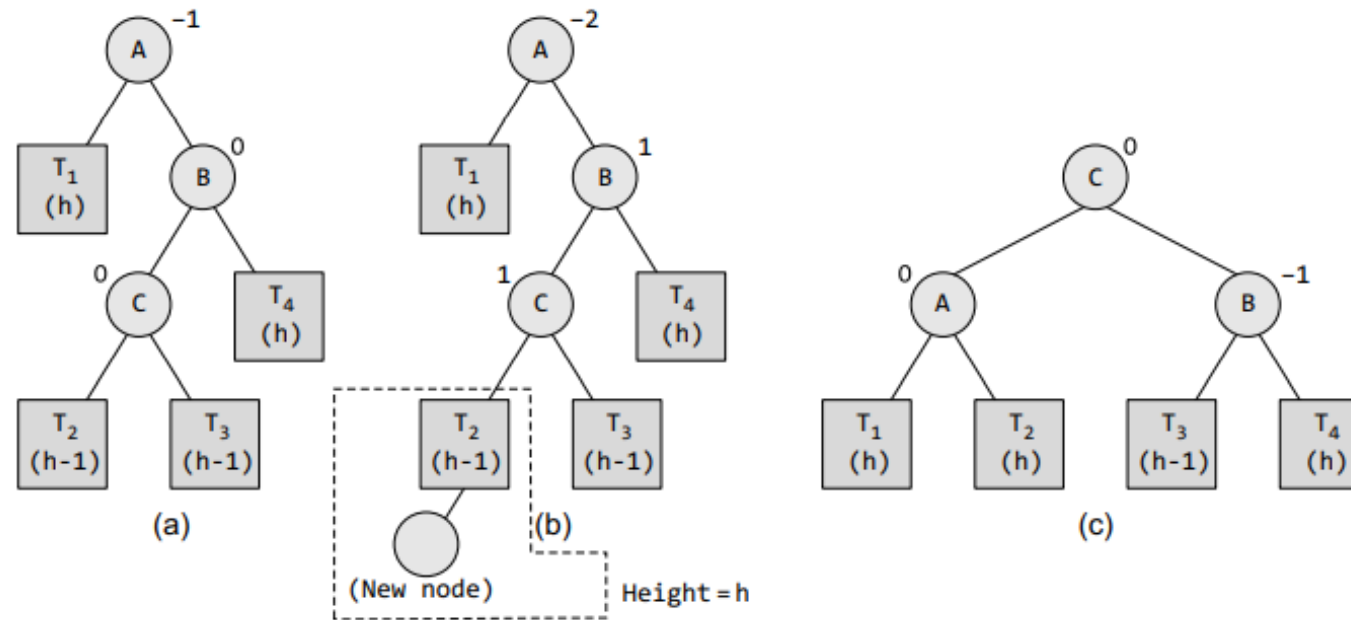 -1
A
0
T1
(h)
B
0
C
T4
(h)
T2
(h-1)
T3
(h-1)
(a)
-2
A
1
T1
(h)
B
1
C
T4
(h)
T2
(h-1)
T3
(h-1)
(b)
(New node)
Height = h
0
C
0
A
-1
B
T1
(h)
T2
(h)
T3
(h-1)
T4
(h)
(c)